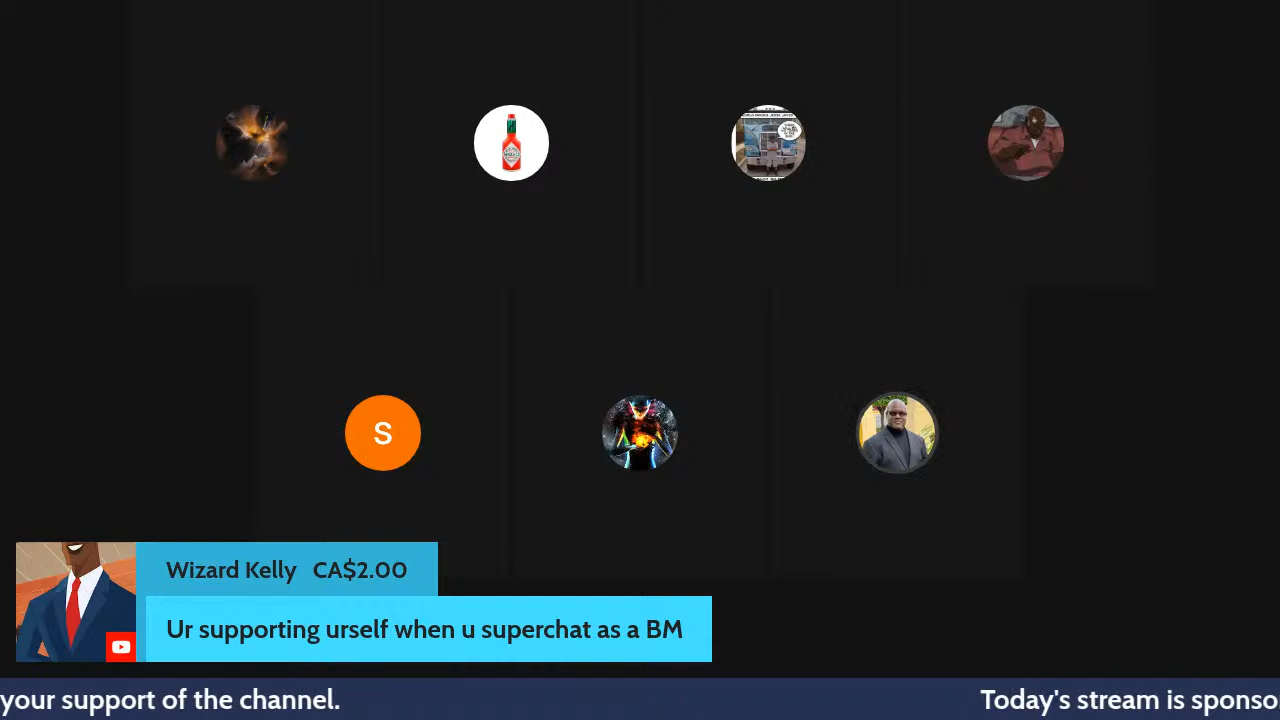 S
Wizard Kelly CA$2.00
Ur supporting urself when u superchat as a BM
your support of the channel. Today's stream is sponso